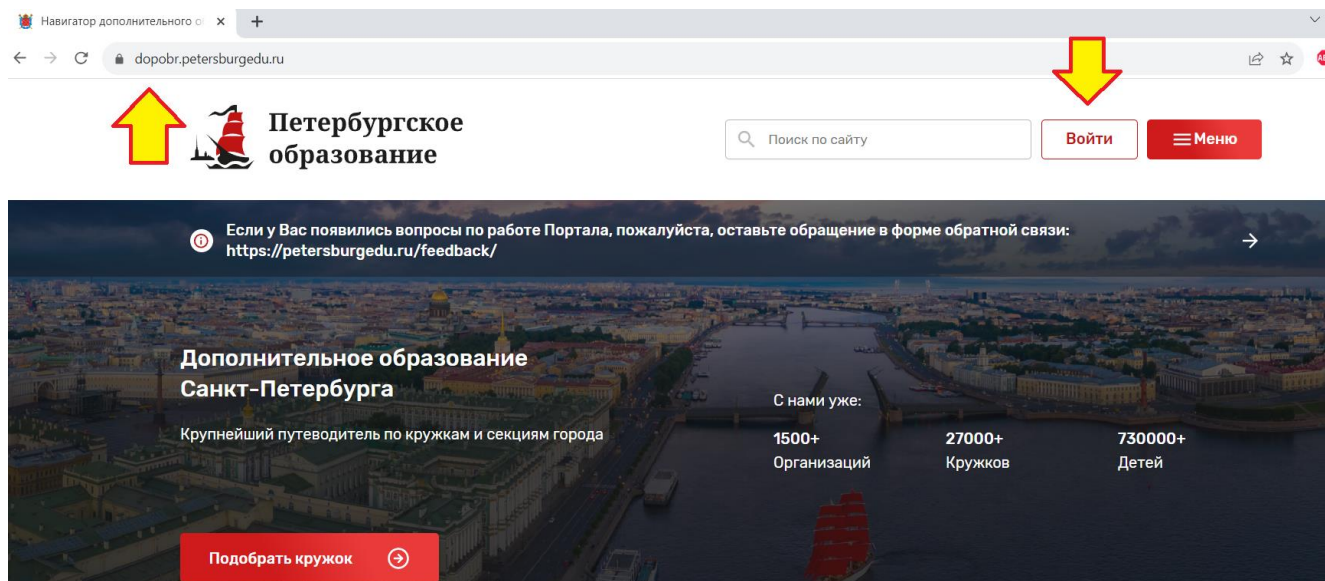 Навигатор дополнительного о
dopobr.petersburgedu.ru
Петербургское
образование
Поиск по сайту
Войти
Меню
Если у Вас появились вопросы по работе Портала, пожалуйста, оставьте обращение в форме обратной связи:
https://petersburgedu.ru/feedback/
Дополнительное образование
Санкт-Петербурга
Крупнейший путеводитель по кружкам и секциям города
С нами уже:
1500+ 27000+ 730000+
Организаций Кружков Детей
Подобрать кружок